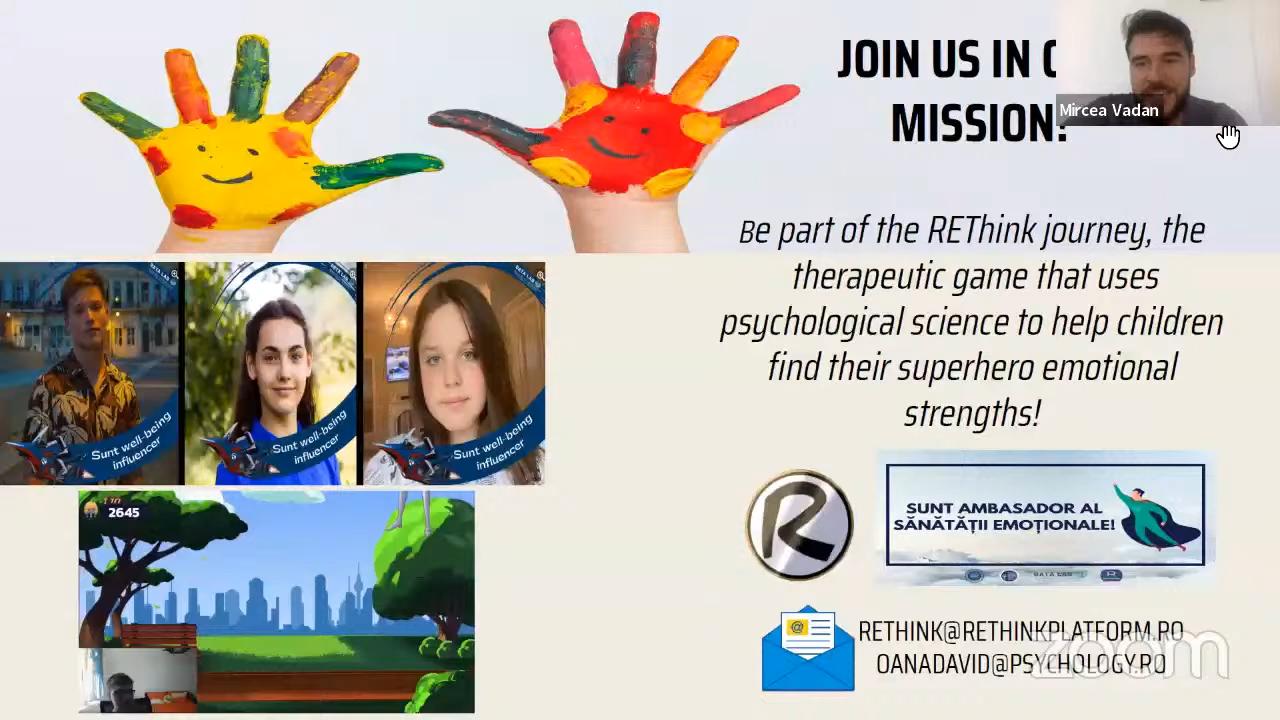 JOIN US IN
MISSION!
Mircea Vadan
Be part of the REThink journey, the
therapeutic game that uses
psychological science to help children
find their superhero emotional
strengths!
Sunt well-being
influencer
Sunt well-being
influencer
Sunt well-being
influencer
2645
R
SUNT AMBASADOR AL
SĂNĂTĂȚII EMOȚIONALE!
DATA LAB
@
RETHINK@RETHINKPLATFORM.RO
OANADAVID@PSYCHOLOGY.RO
zoom